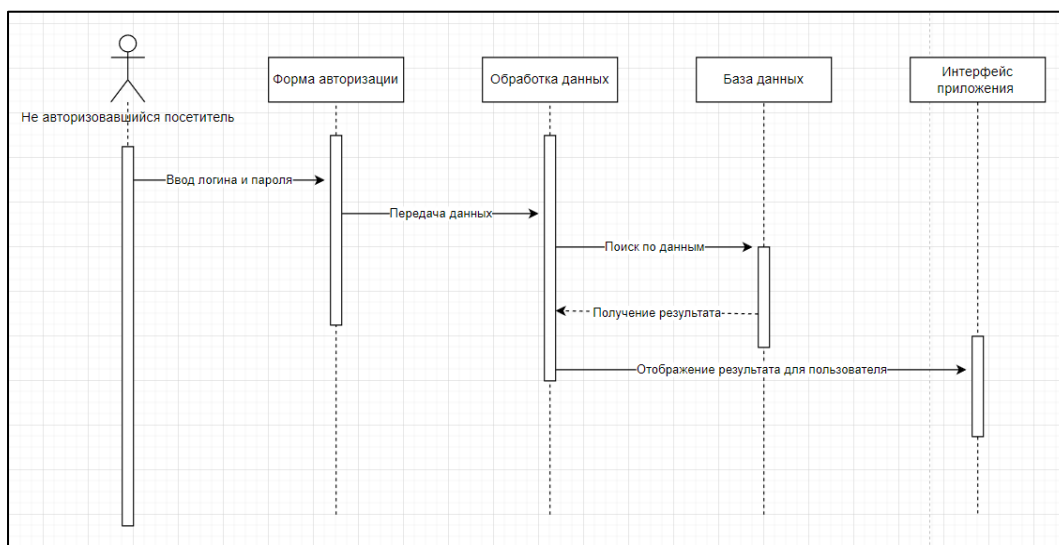 Форма авторизации
Обработка данных
База данных
Интерфейс
приложения
Не авторизовавшийся посетитель
Ввод логина и пароля
Передача данных
Поиск по данным
Получение результата
Отображение результата для пользователя